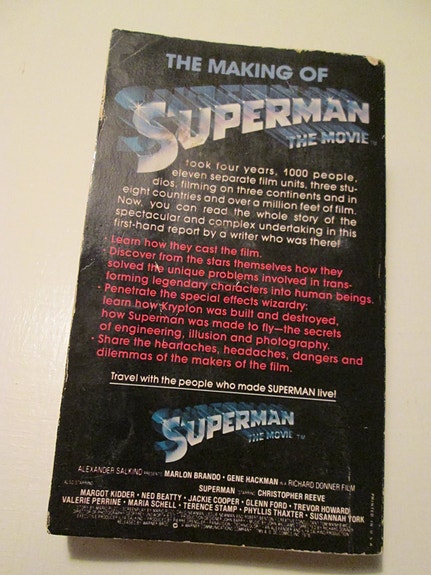 THE MAKING OF
SUPERMAN
THE MOVIE™
took four years, 1000 people,
eleven separate film units, three stu-
dios, filming on three continents and in
eight countries and over a million feet of film.
Now, you can read the whole story of the
spectacular and complex undertaking in this
first-hand report by a writer who was there!
• Learn how they cast the film.
• Discover from the stars themselves how they
solved the unique problems involved in trans-
forming legendary characters into human beings.
• Penetrate the special effects wizardry:
learn how Krypton was built and destroyed,
how Superman was made to fly—the secrets
of engineering, illusion and photography.
• Share the heartaches, headaches, dangers and
dilemmas of the makers of the film.
Travel with the people who made SUPERMAN live!
SUPERMAN
THE MOVIE™
ALEXANDER SALKIND PRESENTS MARLON BRANDO • GENE HACKMAN IN A RICHARD DONNER FILM
SUPERMAN STARRING CHRISTOPHER REEVE
ALSO STARRING
MARGOT KIDDER • NED BEATTY • JACKIE COOPER • GLENN FORD • TREVOR HOWARD
VALERIE PERRINE • MARIA SCHELL • TERENCE STAMP • PHYLLIS THAXTER • SUSANNAH YORK
PRINTED IN U.S.A.